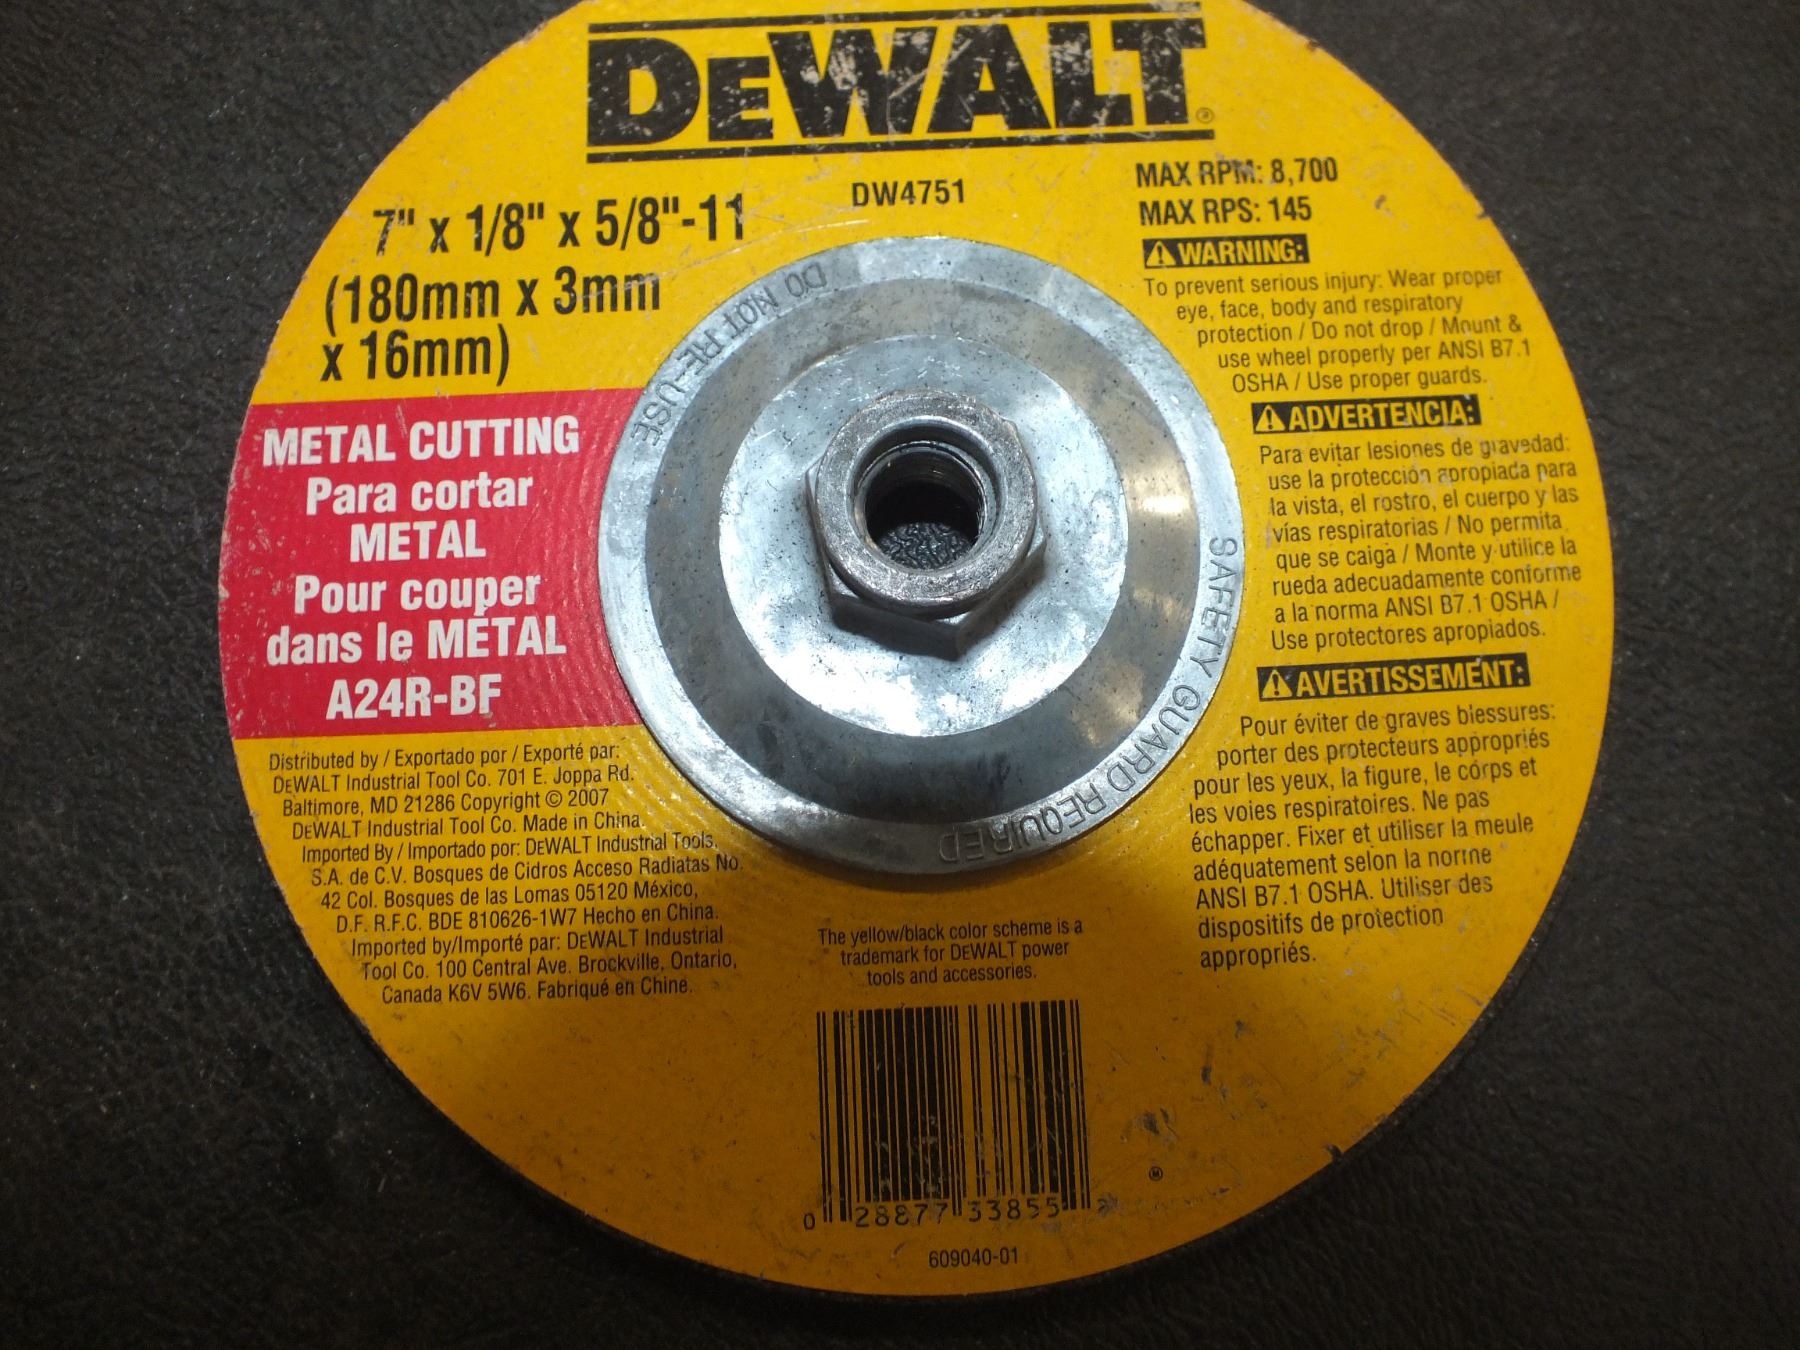 DEWALT®
DW4751
7" x 1/8" x 5/8"-11
(180mm x 3mm
x 16mm)
METAL CUTTING
Para cortar
METAL
Pour couper
dans le MÉTAL
A24R-BF
Distributed by / Exportado por / Exporté par:
DEWALT Industrial Tool Co. 701 E. Joppa Rd.
Baltimore, MD 21286 Copyright © 2007
DEWALT Industrial Tool Co. Made in China.
Imported By / Importado por: DEWALT Industrial Tools,
S.A. de C.V. Bosques de Cidros Acceso Radiatas No.
42 Col. Bosques de las Lomas 05120 México,
D.F. R.F.C. BDE 810626-1W7 Hecho en China.
Imported by/Importé par: DEWALT Industrial
Tool Co. 100 Central Ave. Brockville, Ontario,
Canada K6V 5W6. Fabriqué en Chine.
DO NOT RE-USE
SAFETY GUARD REQUIRED
MAX RPM: 8,700
MAX RPS: 145
WARNING:
To prevent serious injury: Wear proper
eye, face, body and respiratory
protection / Do not drop / Mount &
use wheel properly per ANSI B7.1
OSHA / Use proper guards.
ADVERTENCIA:
Para evitar lesiones de gravedad:
use la protección apropiada para
la vista, el rostro, el cuerpo y las
vías respiratorias / No permita
que se caiga / Monte y utilice la
rueda adecuadamente conforme
a la norma ANSI B7.1 OSHA /
Use protectores apropiados.
AVERTISSEMENT:
Pour éviter de graves blessures:
porter des protecteurs appropriés
pour les yeux, la figure, le corps et
les voies respiratoires. Ne pas
échapper. Fixer et utiliser la meule
adéquatement selon la norme
ANSI B7.1 OSHA. Utiliser des
dispositifs de protection
appropriés.
The yellow/black color scheme is a
trademark for DEWALT power
tools and accessories.
0 28877 33855
609040-01